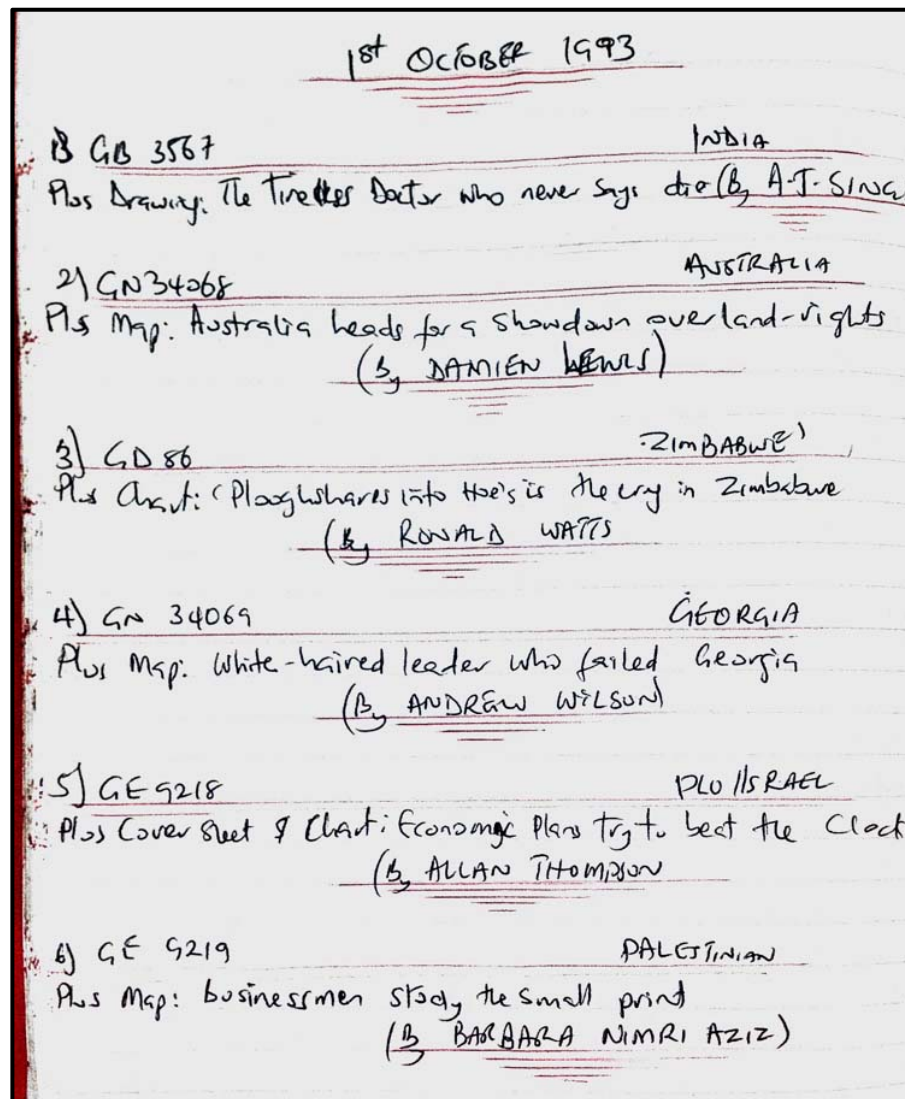 1st OCTOBER 1993
1) GB 3567 INDIA
Plus Drawing: The Tireless Doctor who never says die (By A.J. SINGH
2) GN34068 AUSTRALIA
Plus Map: Australia heads for a showdown over land-rights
(By DAMIEN LEWIS)
3) GD 86 ZIMBABWE
Plus Chart: 'Ploughshares into Hoe's is the cry in Zimbabwe
(By RONALD WATTS
4) GN 34069 GEORGIA
Plus Map: White-haired leader who failed Georgia
(By ANDREW WILSON)
5) GE 9218 PLO/ISRAEL
Plus Cover sheet & Chart: Economic Plans Try to beat the Clock
(By ALLAN THOMPSON
6) GE 9219 PALESTINIAN
Plus Map: businessmen study the small print
(By BARBARA NIMRI AZIZ)